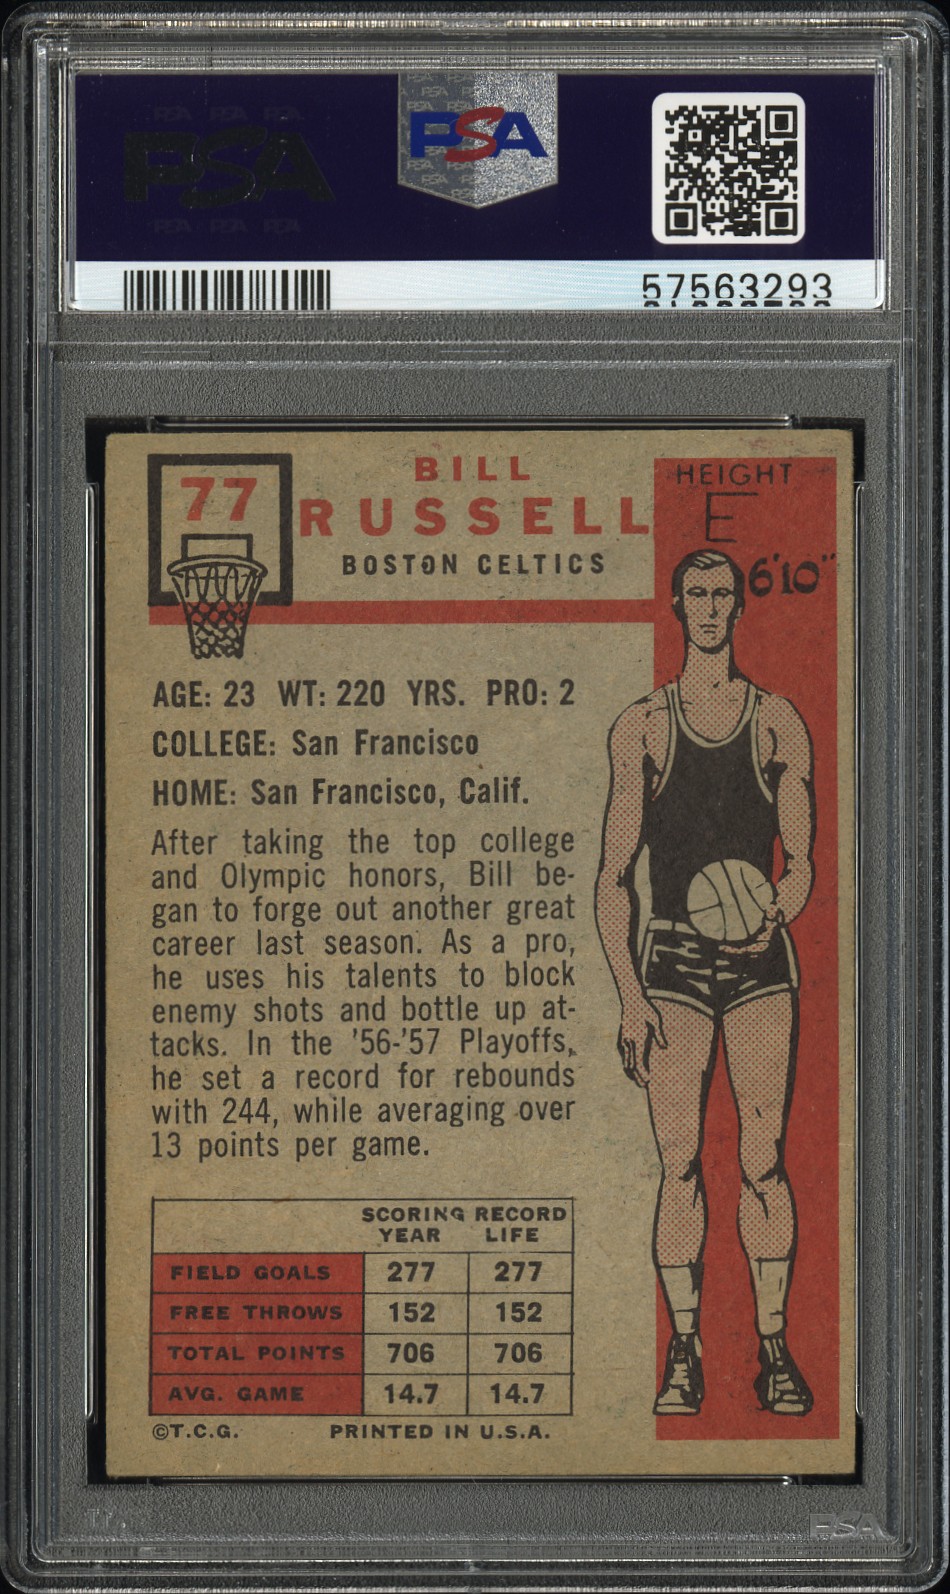 PSA
PSA
57563293
77
BILL
RUSSELL
BOSTON CELTICS
HEIGHT
E
6'10"
AGE: 23 WT: 220 YRS. PRO: 2
COLLEGE: San Francisco
HOME: San Francisco, Calif.
After taking the top college
and Olympic honors, Bill be-
gan to forge out another great
career last season. As a pro,
he uses his talents to block
enemy shots and bottle up at-
tacks. In the '56-'57 Playoffs,
he set a record for rebounds
with 244, while averaging over
13 points per game.
SCORING RECORD
YEAR LIFE
FIELD GOALS 277 277
FREE THROWS 152 152
TOTAL POINTS 706 706
AVG. GAME 14.7 14.7
©T.C.G. PRINTED IN U.S.A.
PSA